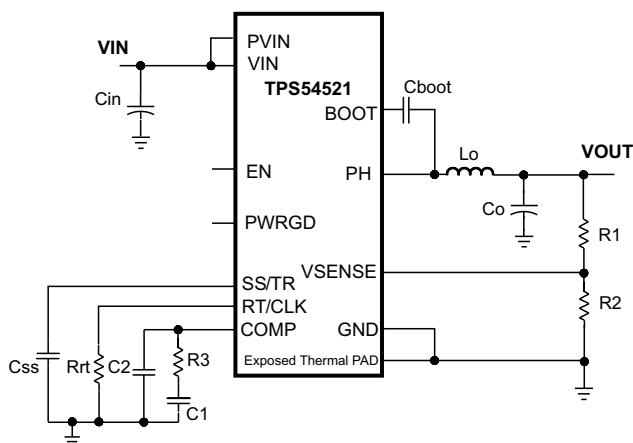 VIN
PVIN
VIN
TPS54521
Cin
BOOT
Cboot
EN
PH
Lo
VOUT
Co
PWRGD
R1
VSENSE
SS/TR
RT/CLK
R2
COMP
GND
Css
Rrt
C2
R3
Exposed Thermal PAD
C1